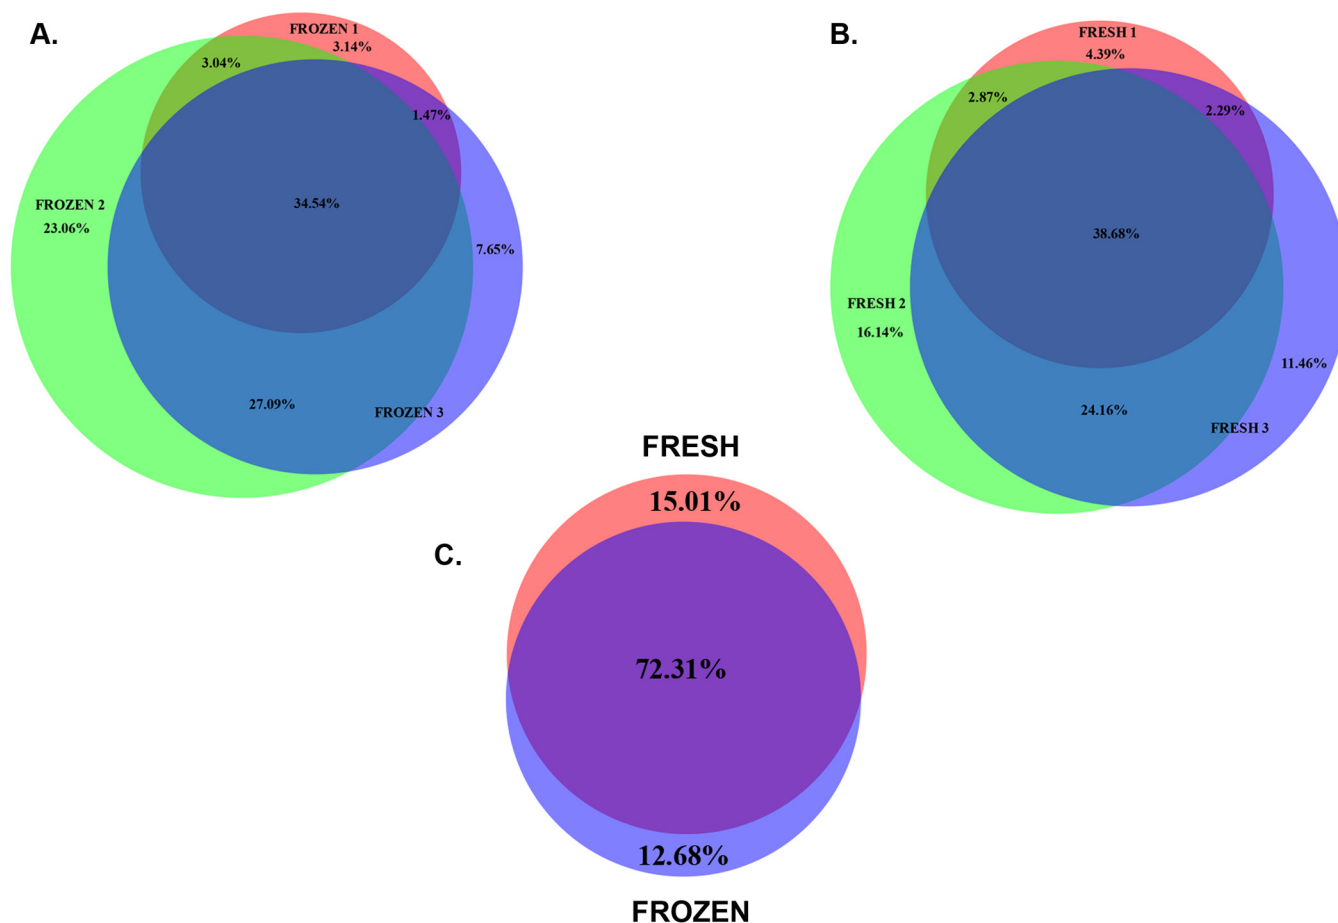 A.
FROZEN 1
3.14%
3.04%
1.47%
FROZEN 2
23.06%
34.54%
7.65%
27.09%
FROZEN 3
B.
FRESH 1
4.39%
2.87%
2.29%
38.68%
FRESH 2
16.14%
11.46%
24.16%
FRESH 3
C.
FRESH
15.01%
72.31%
12.68%
FROZEN